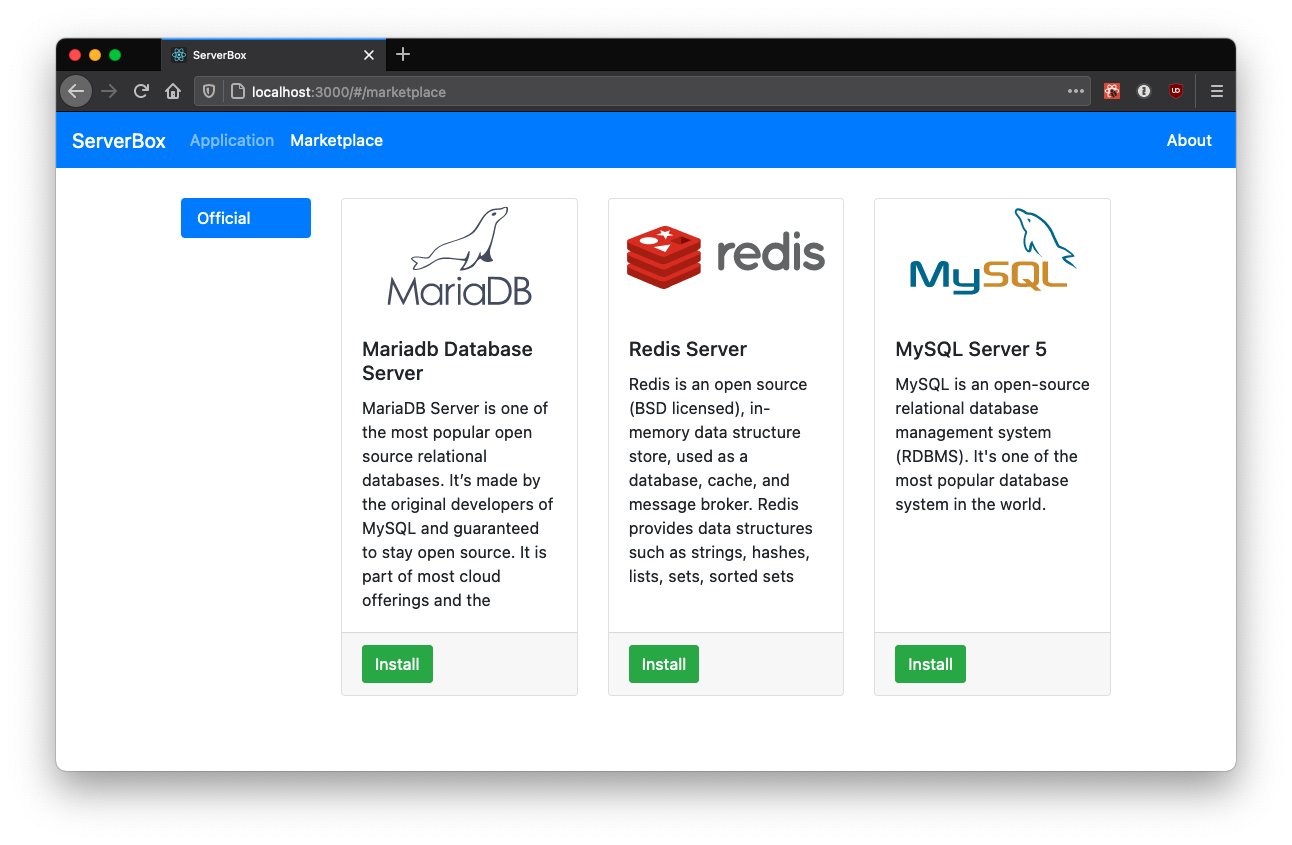 ServerBox
localhost:3000/#/marketplace
ServerBox Application Marketplace About
Official
MariaDB
Mariadb Database
Server
MariaDB Server is one of
the most popular open
source relational
databases. It’s made by
the original developers of
MySQL and guaranteed
to stay open source. It is
part of most cloud
offerings and the
Install
redis
Redis Server
Redis is an open source
(BSD licensed), in-
memory data structure
store, used as a
database, cache, and
message broker. Redis
provides data structures
such as strings, hashes,
lists, sets, sorted sets
Install
MySQL
MySQL Server 5
MySQL is an open-source
relational database
management system
(RDBMS). It's one of the
most popular database
system in the world.
Install